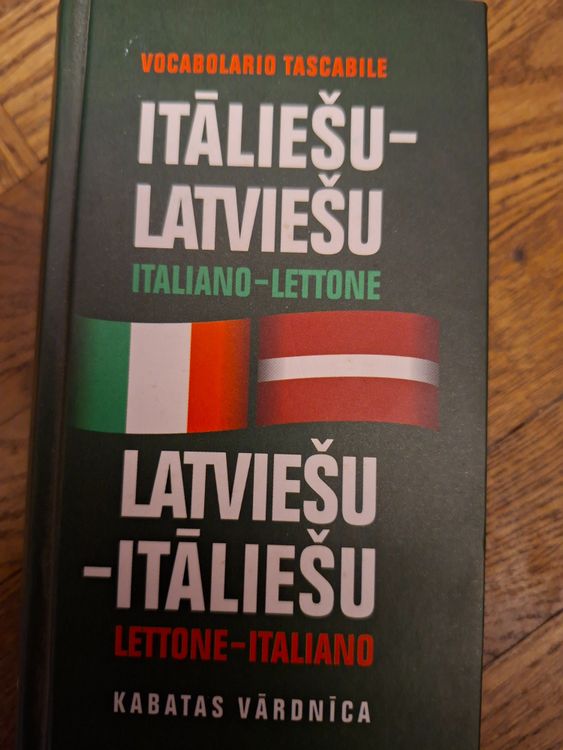 VOCABOLARIO TASCABILE
ITĀLIEŠU–
LATVIEŠU
ITALIANO–LETTONE
LATVIEŠU
–ITĀLIEŠU
LETTONE–ITALIANO
KABATAS VĀRDNĪCA